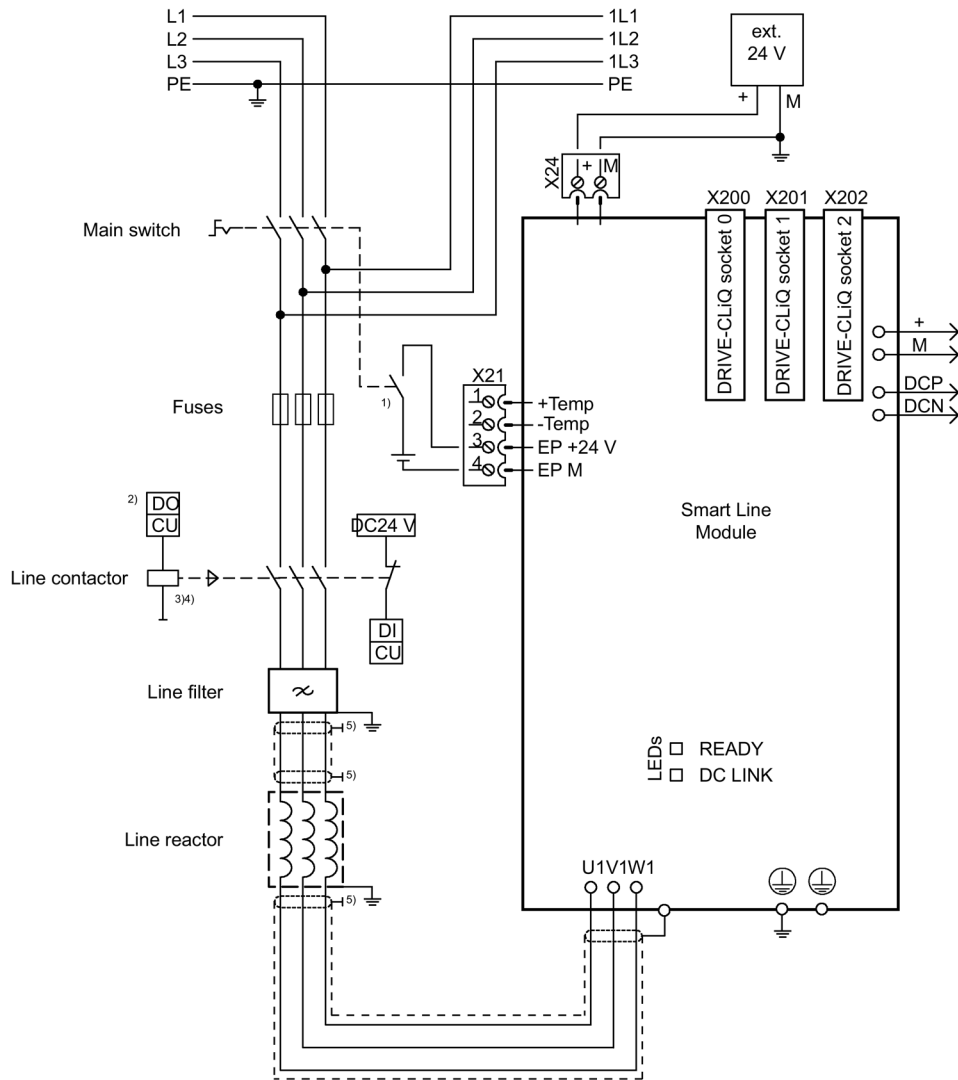 L1
L2
L3
PE
1L1
1L2
1L3
PE
ext.
24 V
+
M
X24
+
M
X200
X201
X202
DRIVE-CLiQ socket 0
DRIVE-CLiQ socket 1
DRIVE-CLiQ socket 2
Main switch
+
M
DCP
DCN
X21
1
2
3
4
+Temp
-Temp
EP +24 V
EP M
1)
Fuses
2)
DO
CU
DC24 V
Smart Line
Module
Line contactor
3)4)
DI
CU
Line filter
5)
5)
LEDs
READY
DC LINK
Line reactor
5)
U1 V1 W1